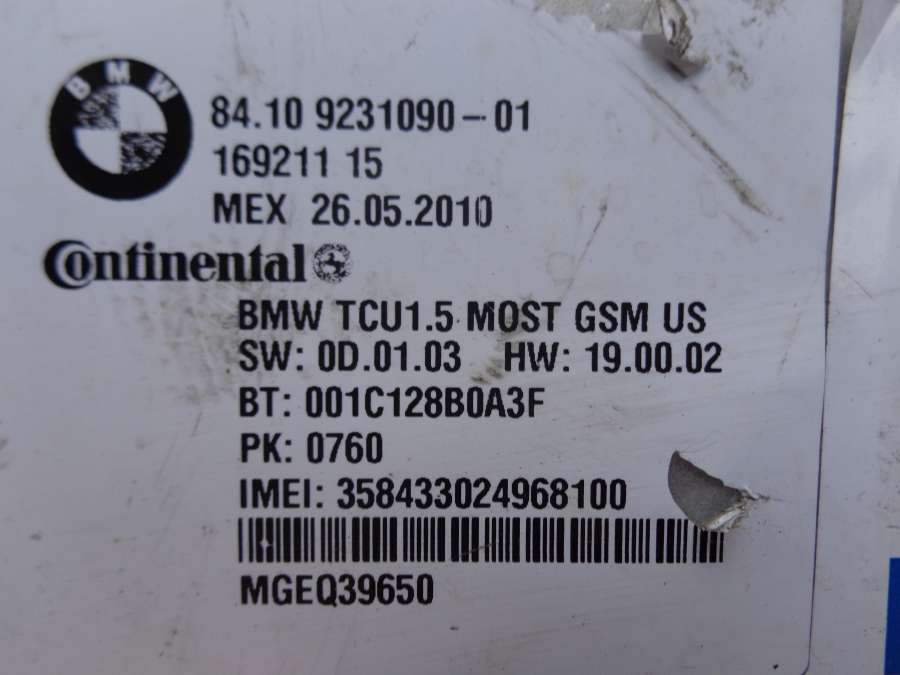 BMW
84.10 9231090-01
169211 15
MEX 26.05.2010
Continental
BMW TCU1.5 MOST GSM US
SW: 0D.01.03 HW: 19.00.02
BT: 001C128B0A3F
PK: 0760
IMEI: 358433024968100
MGEQ39650